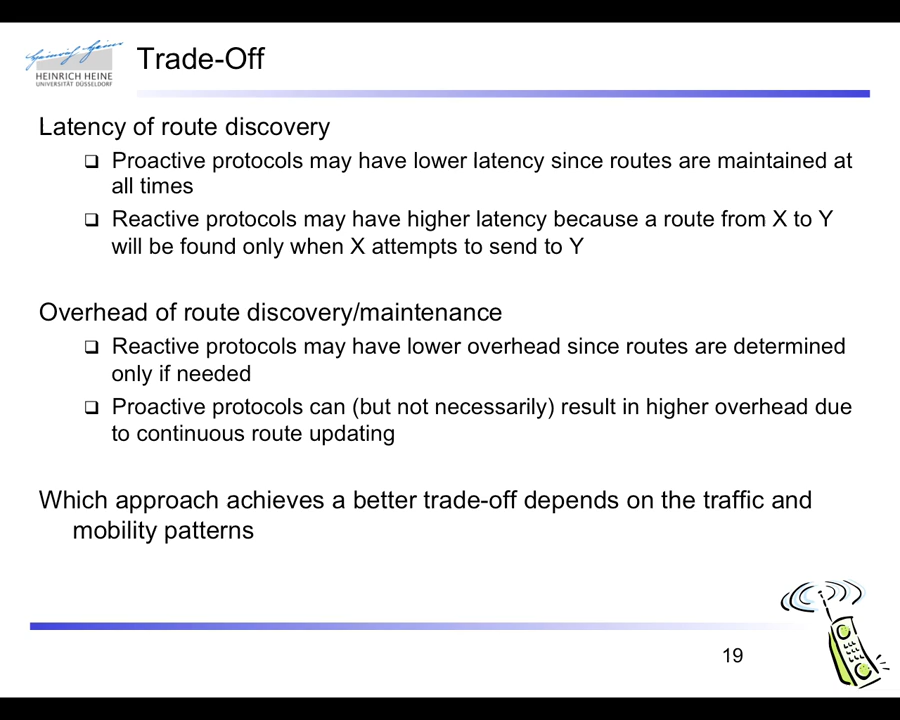 Heinrich Heine
HEINRICH HEINE
UNIVERSITÄT DÜSSELDORF
Trade-Off
Latency of route discovery
❑ Proactive protocols may have lower latency since routes are maintained at
all times
❑ Reactive protocols may have higher latency because a route from X to Y
will be found only when X attempts to send to Y
Overhead of route discovery/maintenance
❑ Reactive protocols may have lower overhead since routes are determined
only if needed
❑ Proactive protocols can (but not necessarily) result in higher overhead due
to continuous route updating
Which approach achieves a better trade-off depends on the traffic and
mobility patterns
19